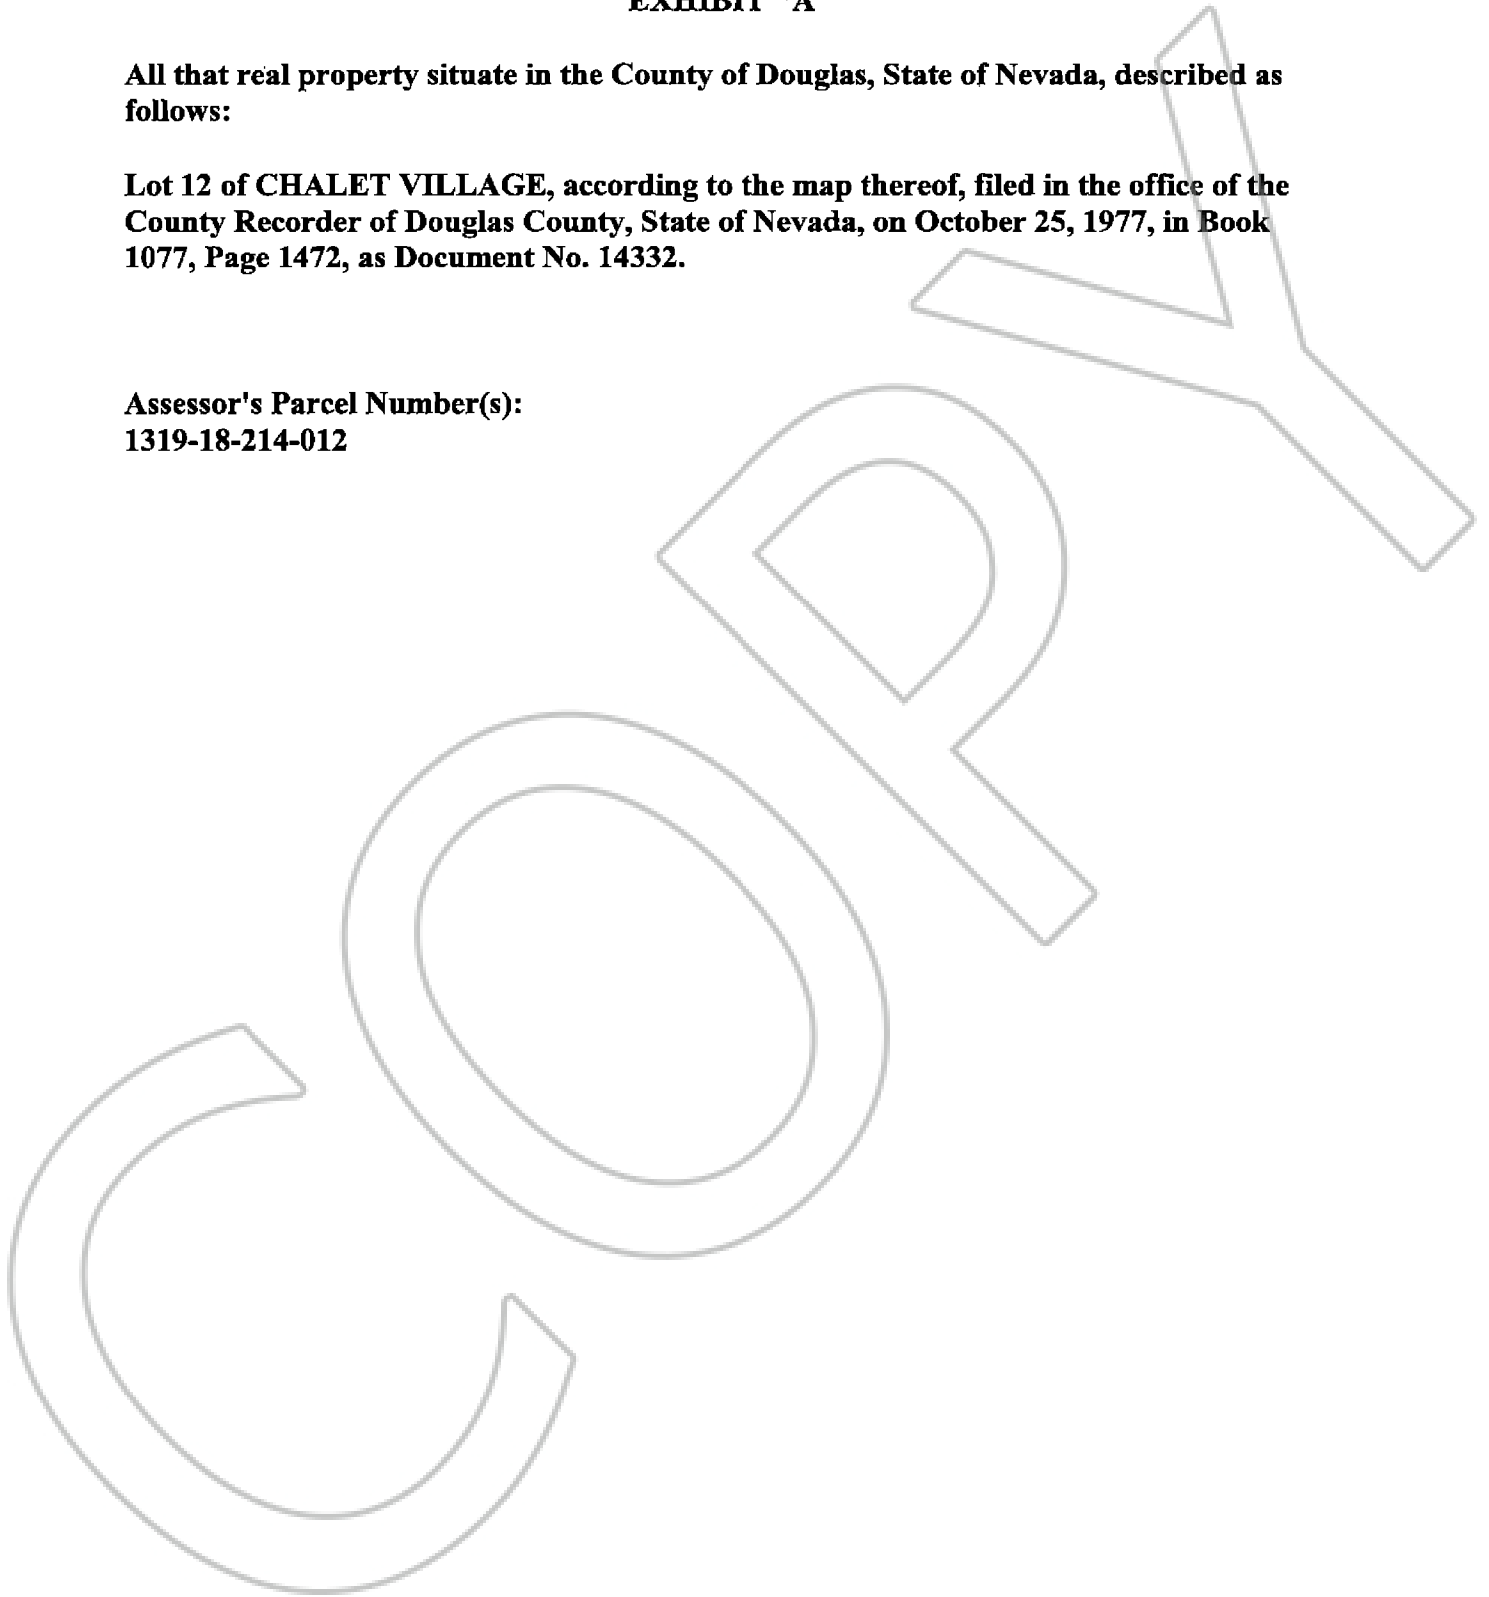 EXHIBIT "A"
All that real property situate in the County of Douglas, State of Nevada, described as
follows:
Lot 12 of CHALET VILLAGE, according to the map thereof, filed in the office of the
County Recorder of Douglas County, State of Nevada, on October 25, 1977, in Book
1077, Page 1472, as Document No. 14332.
Assessor's Parcel Number(s):
1319-18-214-012
COPY